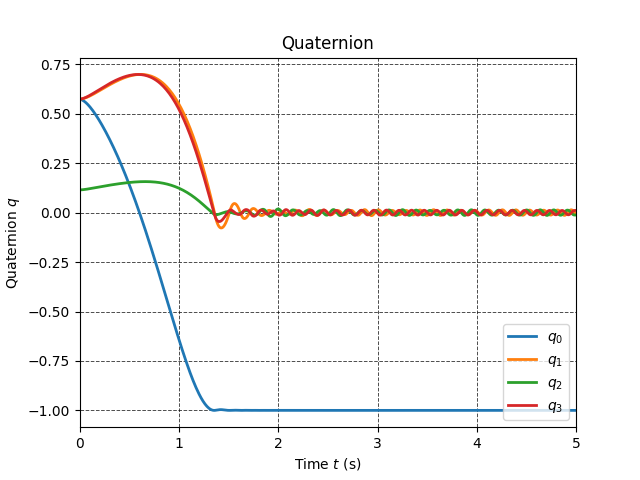 Quaternion
Quaternion q
0.75
0.50
0.25
0.00
−0.25
−0.50
−0.75
−1.00
0 1 2 3 4 5
Time t (s)
q₀
q₁
q₂
q₃